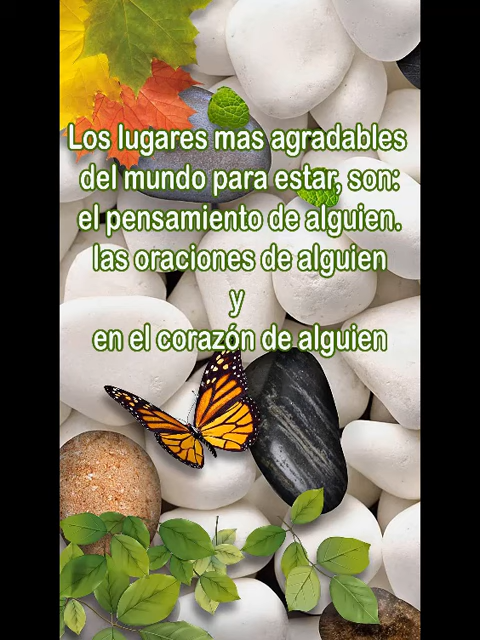 Los lugares mas agradables
del mundo para estar, son:
el pensamiento de alguien.
las oraciones de alguien
y
en el corazón de alguien